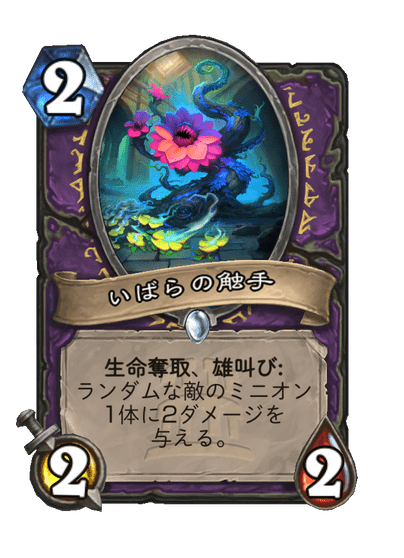 2
いばらの触手
生命奪取、雄叫び:
ランダムな敵のミニオン
1体に2ダメージを
与える。
2
2